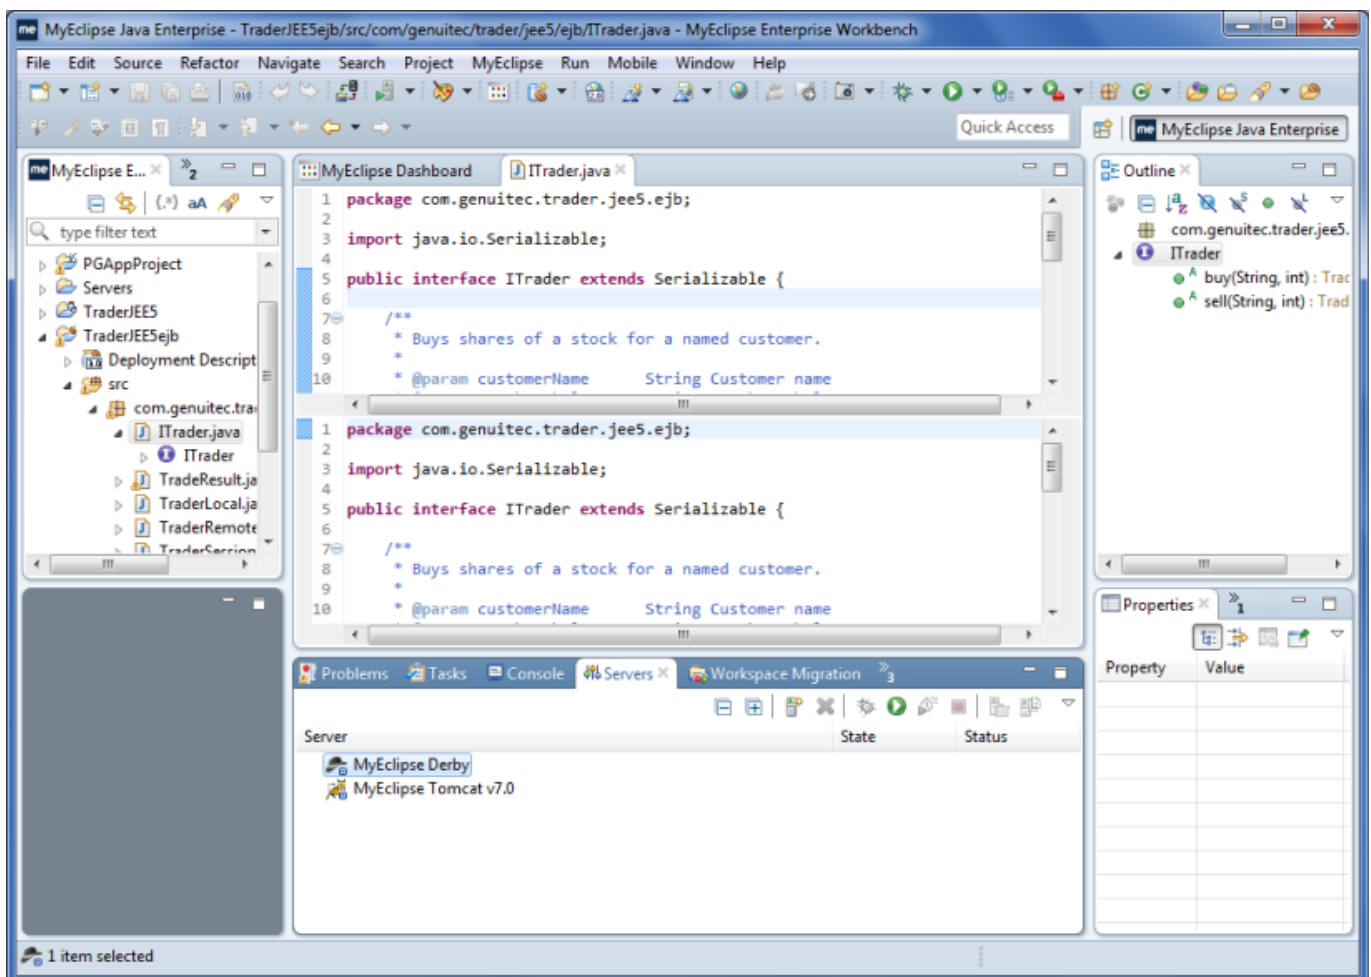 me MyEclipse Java Enterprise - TraderJEE5ejb/src/com/genuitec/trader/jee5/ejb/ITrader.java - MyEclipse Enterprise Workbench
File Edit Source Refactor Navigate Search Project MyEclipse Run Mobile Window Help
Quick Access
me MyEclipse Java Enterprise
me MyEclipse E... 2
aA
type filter text
PGAppProject
Servers
TraderJEE5
TraderJEE5ejb
Deployment Descript
src
com.genuitec.tra
ITrader.java
ITrader
TradeResult.ja
TraderLocal.ja
TraderRemote
TraderSession
MyEclipse Dashboard ITrader.java
1 package com.genuitec.trader.jee5.ejb;
2
3 import java.io.Serializable;
4
5 public interface ITrader extends Serializable {
6
7 /**
8 * Buys shares of a stock for a named customer.
9 *
10 * @param customerName String Customer name
1 package com.genuitec.trader.jee5.ejb;
2
3 import java.io.Serializable;
4
5 public interface ITrader extends Serializable {
6
7 /**
8 * Buys shares of a stock for a named customer.
9 *
10 * @param customerName String Customer name
Outline
com.genuitec.trader.jee5.
ITrader
buy(String, int) : Trac
sell(String, int) : Trad
Problems Tasks Console Servers Workspace Migration 3
Server State Status
MyEclipse Derby
MyEclipse Tomcat v7.0
Properties 1
Property Value
1 item selected